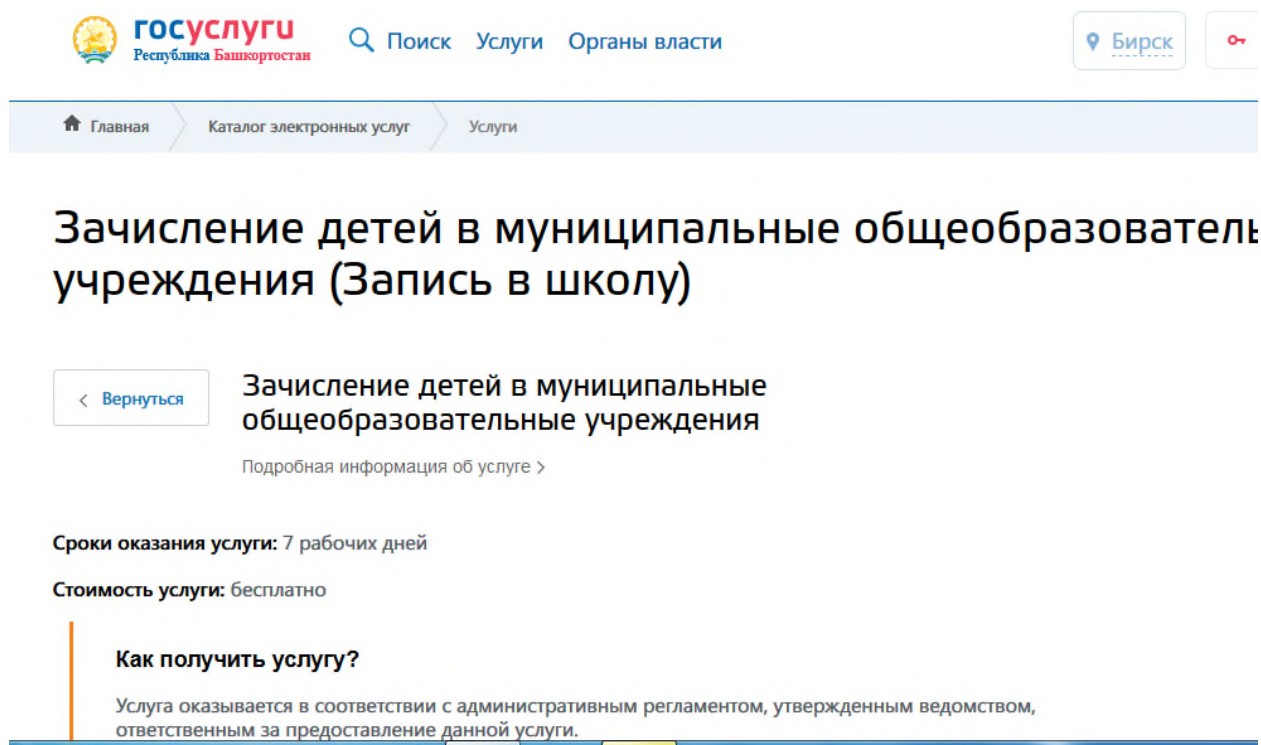 госуслуги
Республика Башкортостан
Поиск Услуги Органы власти
Бирск
Главная Каталог электронных услуг Услуги
Зачисление детей в муниципальные общеобразователь
учреждения (Запись в школу)
Вернуться
Зачисление детей в муниципальные
общеобразовательные учреждения
Подробная информация об услуге >
Сроки оказания услуги: 7 рабочих дней
Стоимость услуги: бесплатно
Как получить услугу?
Услуга оказывается в соответствии с административным регламентом, утвержденным ведомством,
ответственным за предоставление данной услуги.